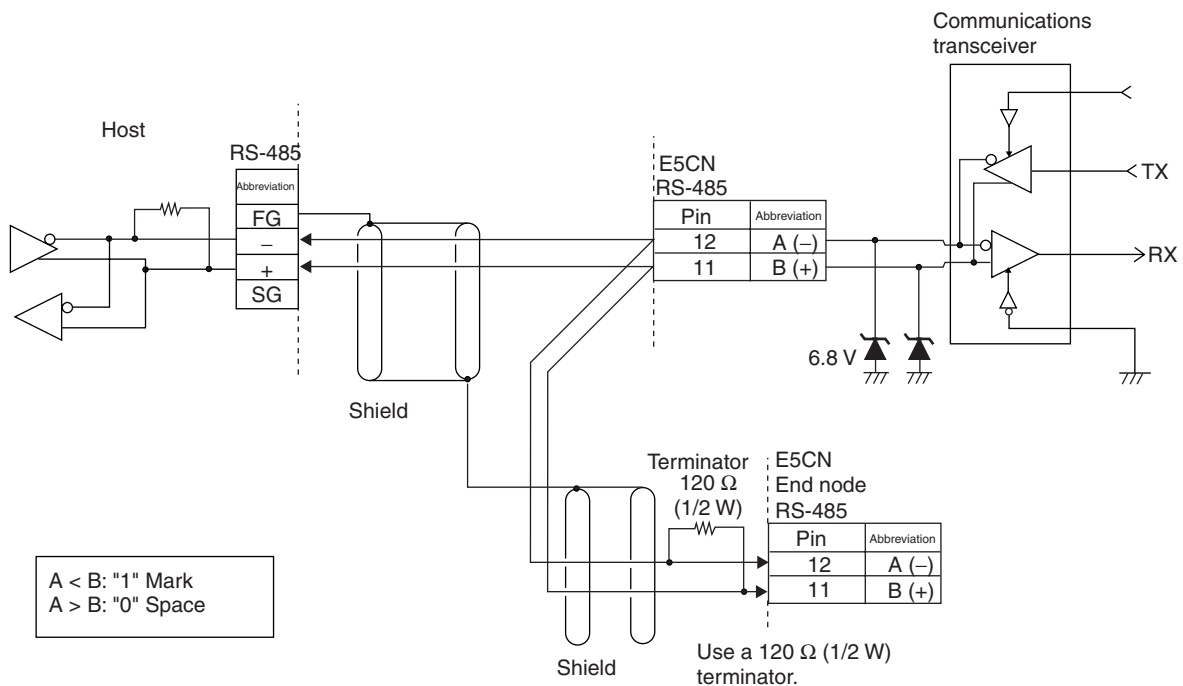 Communications
transceiver
Host
RS-485
Abbreviation
FG
−
+
SG
Shield
E5CN
RS-485
Pin Abbreviation
12 A (−)
11 B (+)
TX
RX
6.8 V
Terminator
120 Ω
(1/2 W)
E5CN
End node
RS-485
Pin Abbreviation
12 A (−)
11 B (+)
A < B: "1" Mark
A > B: "0" Space
Shield
Use a 120 Ω (1/2 W)
terminator.